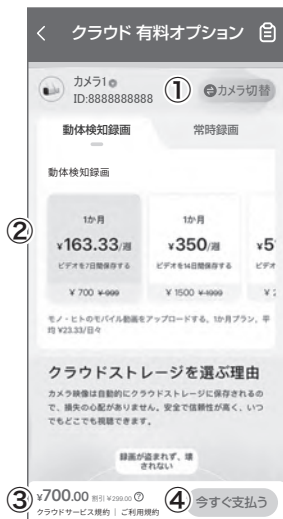 クラウド 有料オプション
カメラ1
ID:8888888888
①
カメラ切替
動体検知録画
常時録画
動体検知録画
②
1か月
¥163.33/週
ビデオを7日間保存する
¥ 700 ¥ 999
1か月
¥350/週
ビデオを14日間保存する
¥ 1500 ¥ 1999
¥5
ビデオ
モノ・ヒトのモバイル動画をアップロードする、1か月プラン、平
均 ¥23.33/日々
クラウドストレージを選ぶ理由
カメラ映像は自動的にクラウドストレージに保存されるの
で、損失の心配がありません。安全で信頼性が高く、いつ
でもどこでも視聴できます。
録画が盗まれず、壊
されない
③
¥700.00 割引 ¥299.00
クラウドサービス規約 | ご利用規約
④
今すぐ支払う